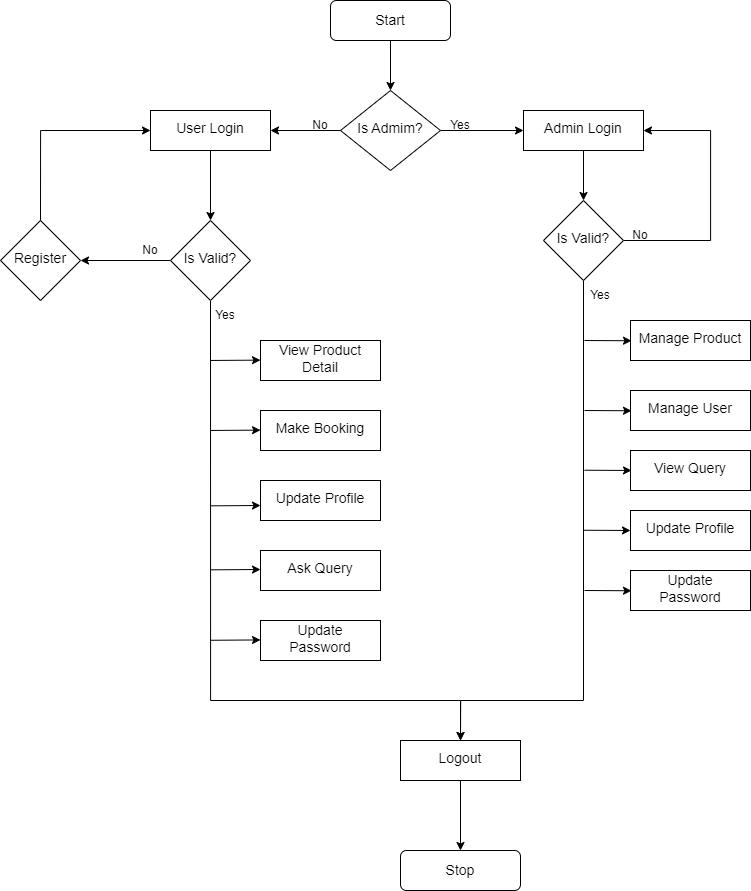 Start
No
Is Admim?
Yes
User Login
Admin Login
Register
No
Is Valid?
Yes
Is Valid?
No
Yes
View Product
Detail
Make Booking
Update Profile
Ask Query
Update
Password
Manage Product
Manage User
View Query
Update Profile
Update
Password
Logout
Stop